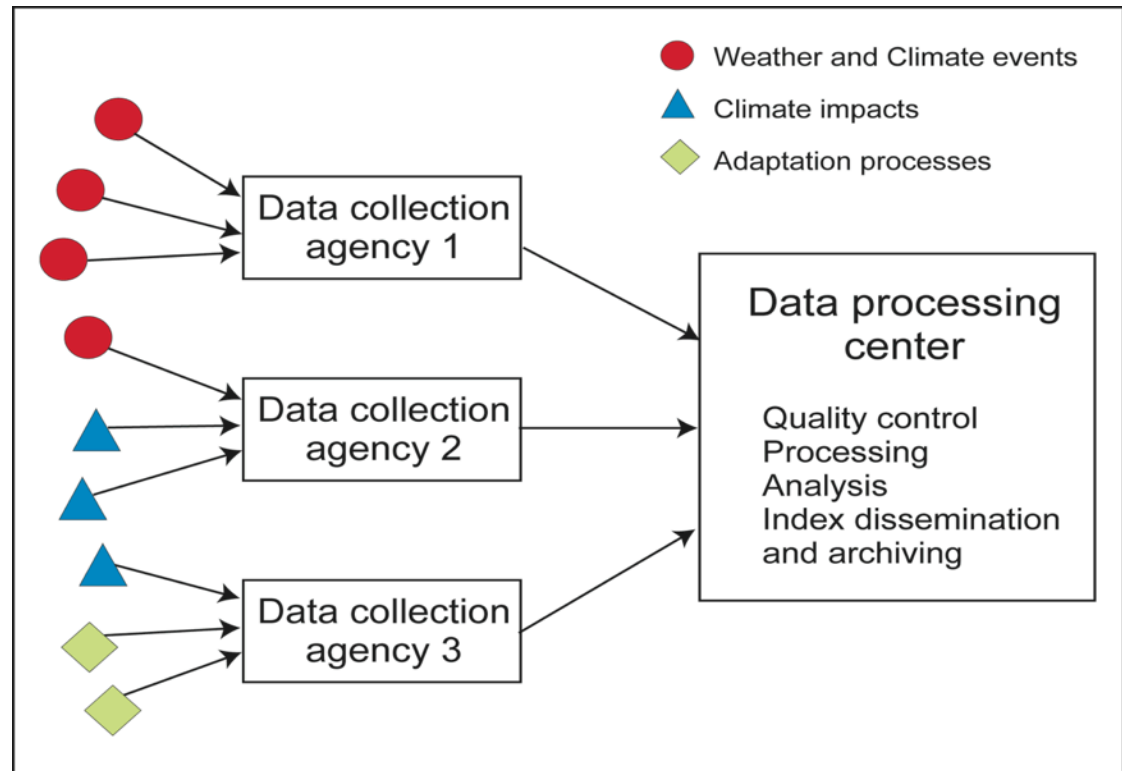 Weather and Climate events
Climate impacts
Adaptation processes
Data collection
agency 1
Data collection
agency 2
Data collection
agency 3
Data processing
center
Quality control
Processing
Analysis
Index dissemination
and archiving